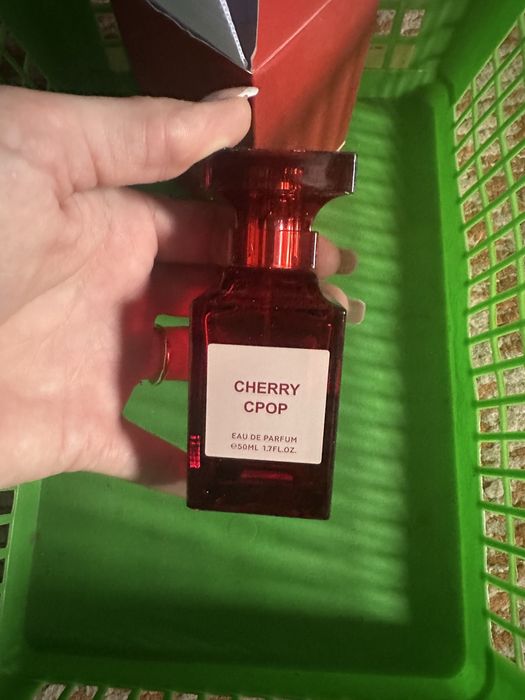 CHERRY
CPOP
EAU DE PARFUM
℮50ML 1.7FL.OZ.